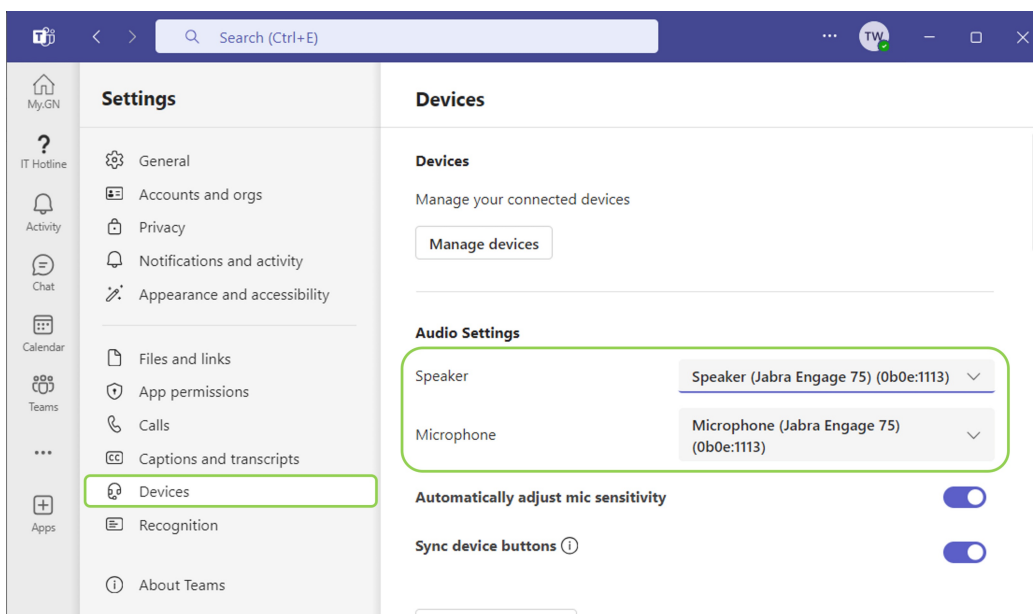 Search (Ctrl+E)
TW
My.GN
?
IT Hotline
Activity
Chat
Calendar
Teams
Apps
Settings
General
Accounts and orgs
Privacy
Notifications and activity
Appearance and accessibility
Files and links
App permissions
Calls
CC Captions and transcripts
Devices
Recognition
About Teams
Devices
Devices
Manage your connected devices
Manage devices
Audio Settings
Speaker
Speaker (Jabra Engage 75) (0b0e:1113)
Microphone
Microphone (Jabra Engage 75)
(0b0e:1113)
Automatically adjust mic sensitivity
Sync device buttons